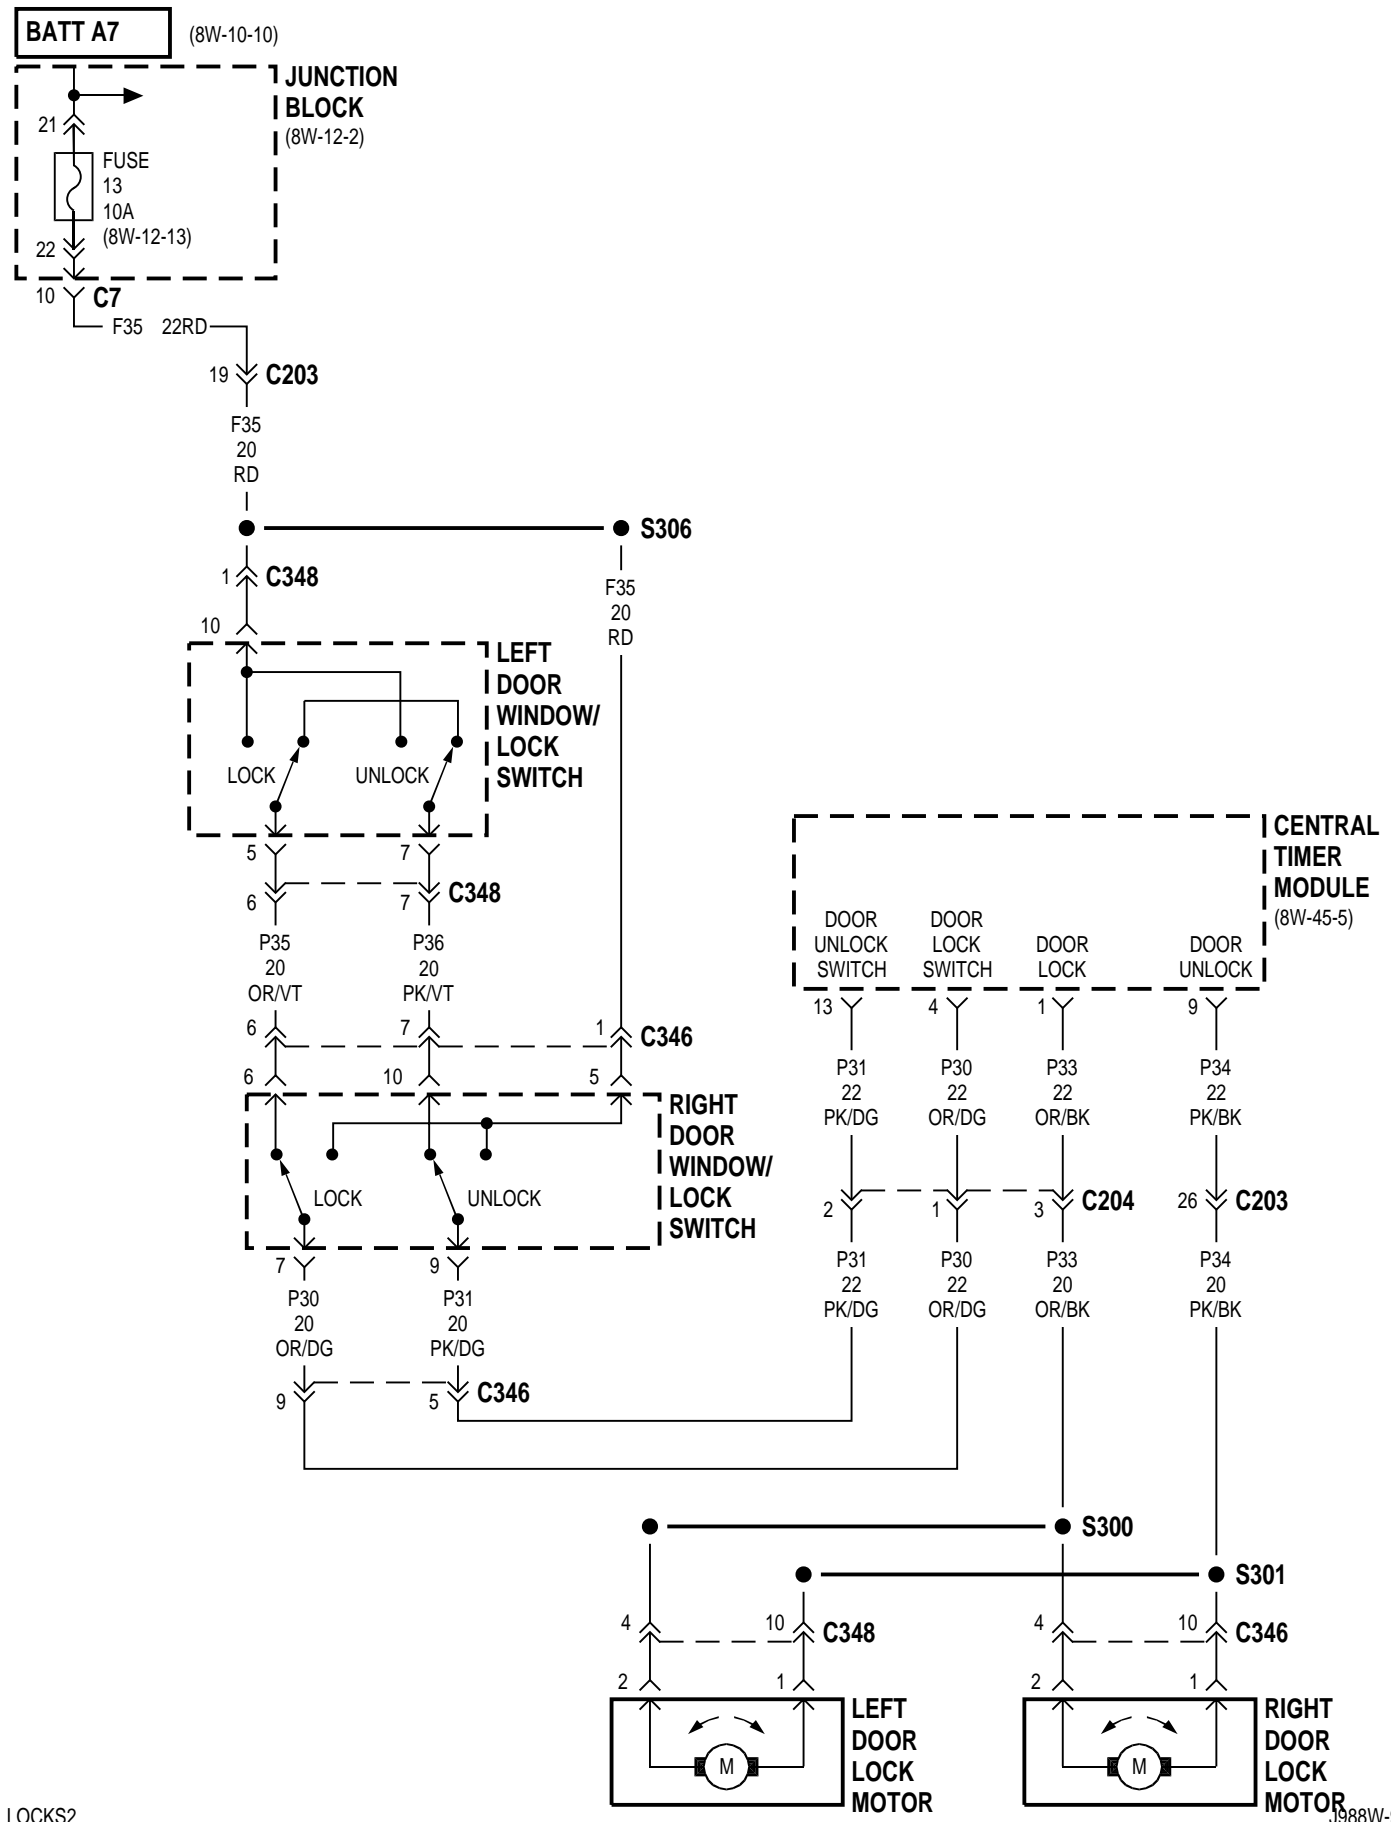 BATT A7 (8W-10-10)
JUNCTION
BLOCK
(8W-12-2)
21
FUSE
13
10A
(8W-12-13)
22
10 C7
F35 22RD
19 C203
F35
20
RD
S306
1 C348
F35
20
RD
10
LEFT
DOOR
WINDOW/
LOCK
SWITCH
LOCK UNLOCK
5 7
6 7 C348
P35 P36
20 20
OR/VT PK/VT
6 7 1 C346
6 10 5
RIGHT
DOOR
WINDOW/
LOCK
SWITCH
LOCK UNLOCK
7 9
P30 P31
20 20
OR/DG PK/DG
9 5 C346
CENTRAL
TIMER
MODULE
(8W-45-5)
DOOR DOOR
UNLOCK LOCK DOOR DOOR
SWITCH SWITCH LOCK UNLOCK
13 4 1 9
P31 P30 P33 P34
22 22 22 22
PK/DG OR/DG OR/BK PK/BK
2 1 3 C204 26 C203
P31 P30 P33 P34
22 22 20 20
PK/DG OR/DG OR/BK PK/BK
S300
S301
4 10 C348 4 10 C346
2 1 2 1
LEFT
DOOR
LOCK
MOTOR
M
RIGHT
DOOR
LOCK
MOTOR
M
LOCKS2 J988W-